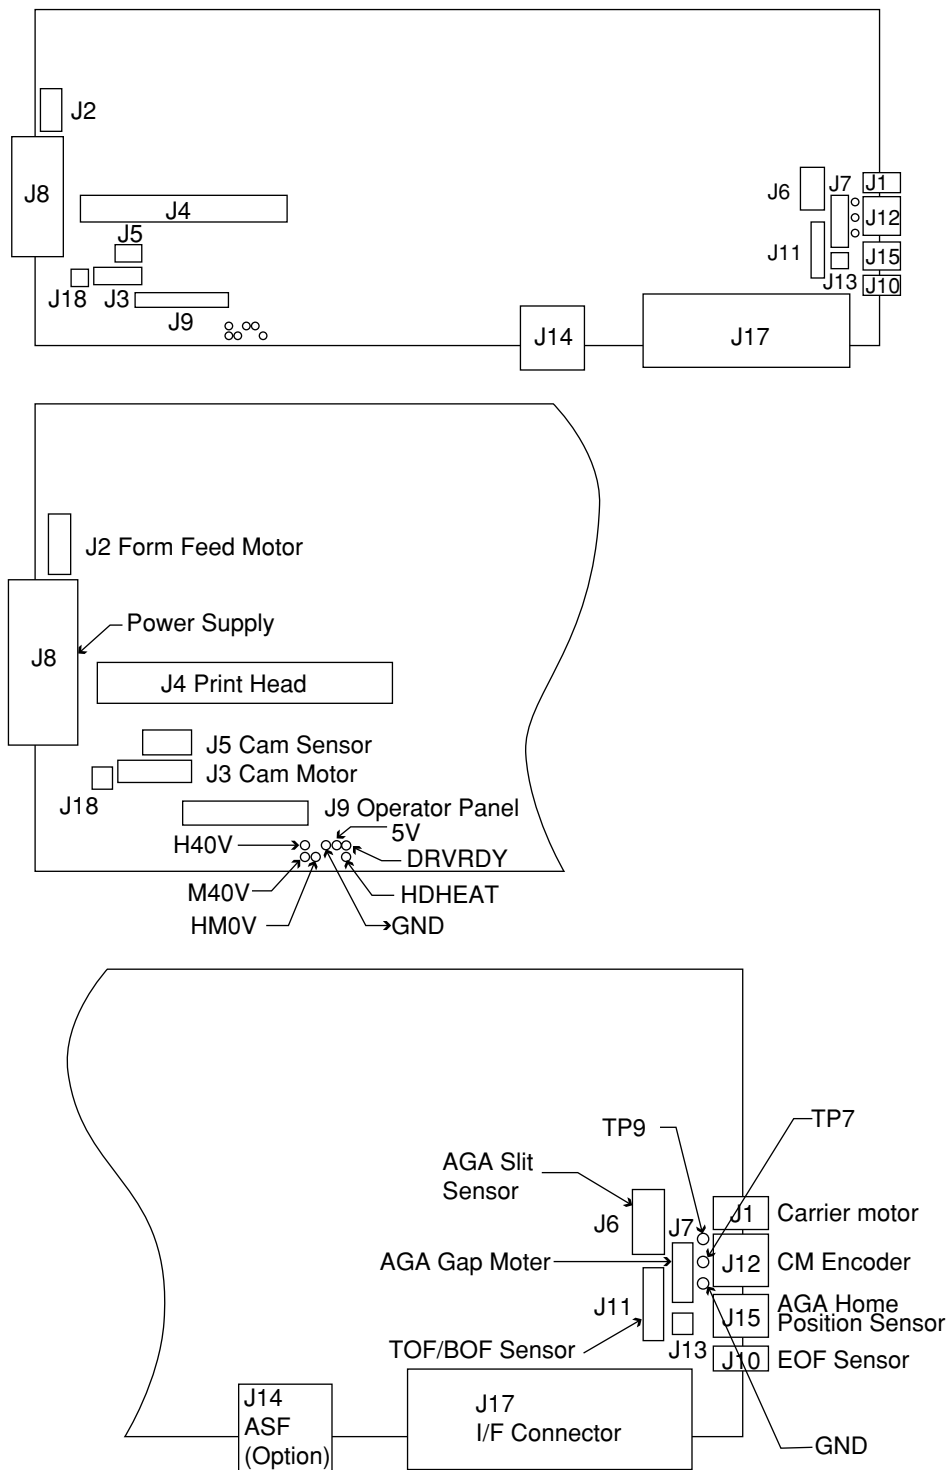 J2
J8
J4
J5
J18
J3
J9
J6
J7
J1
J12
J11
J15
J13
J10
J14
J17
J2 Form Feed Motor
Power Supply
J8
J4 Print Head
J5 Cam Sensor
J3 Cam Motor
J18
J9 Operator Panel
5V
H40V
DRVRDY
M40V
HDHEAT
HM0V
GND
TP7
TP9
AGA Slit
Sensor
J6
J7
J1
Carrier motor
AGA Gap Moter
J12
CM Encoder
J11
J15
AGA Home
Position Sensor
TOF/BOF Sensor
J13
J10
EOF Sensor
J14
ASF
(Option)
J17
I/F Connector
GND